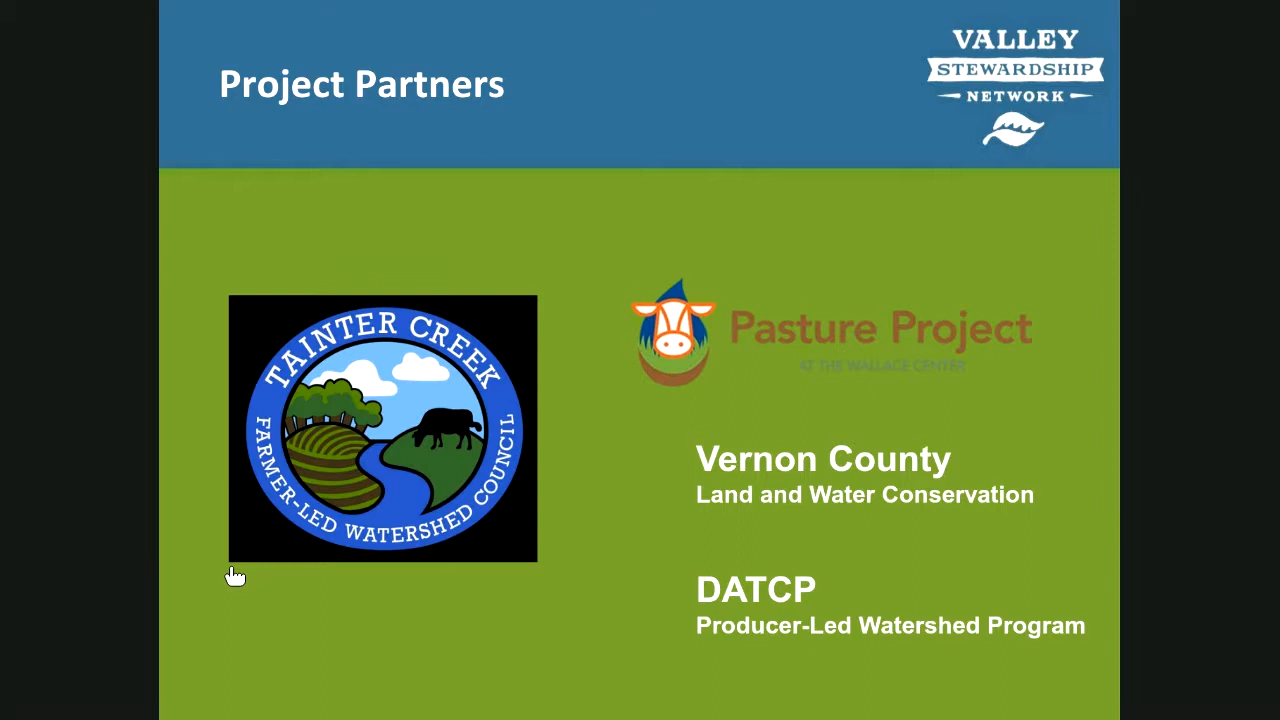 Project Partners
VALLEY
STEWARDSHIP
NETWORK
TAINTER CREEK
FARMER-LED WATERSHED COUNCIL
Pasture Project
AT THE WALLACE CENTER
Vernon County
Land and Water Conservation
DATCP
Producer-Led Watershed Program